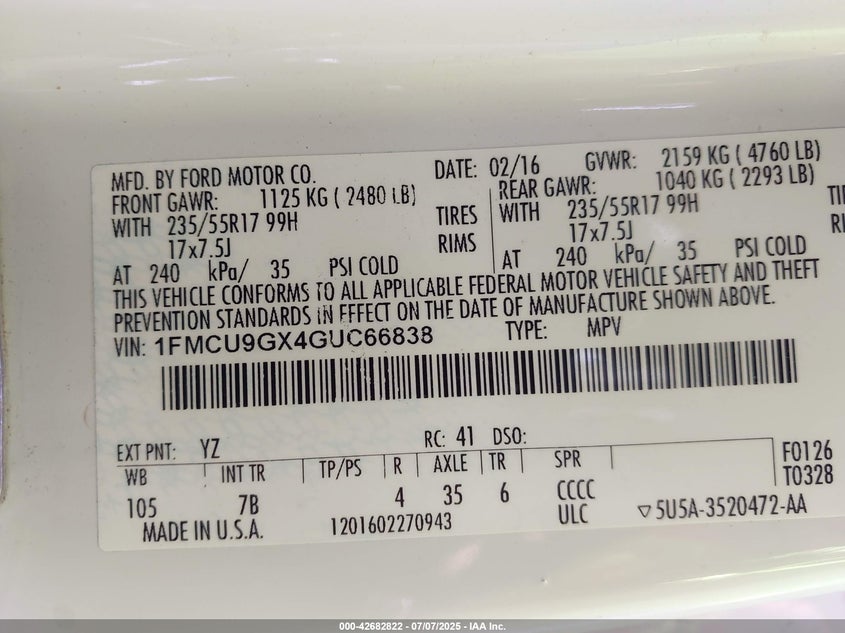 MFD. BY FORD MOTOR CO. DATE: 02/16 GVWR: 2159 KG ( 4760 LB)
FRONT GAWR: 1125 KG ( 2480 LB) REAR GAWR: 1040 KG ( 2293 LB)
WITH 235/55R17 99H TIRES WITH 235/55R17 99H TI
17x7.5J RIMS 17x7.5J RI
AT 240 kPa/ 35 PSI COLD AT 240 kPa/ 35 PSI COLD
THIS VEHICLE CONFORMS TO ALL APPLICABLE FEDERAL MOTOR VEHICLE SAFETY AND THEFT
PREVENTION STANDARDS IN EFFECT ON THE DATE OF MANUFACTURE SHOWN ABOVE.
VIN: 1FMCU9GX4GUC66838 TYPE: MPV
EXT PNT: YZ RC: 41 DSO:
WB INT TR TP/PS R AXLE TR SPR F0126
105 7B 4 35 6 CCCC T0328
MADE IN U.S.A. 1201602270943 ULC ▽5U5A-3520472-AA
000-42682822 - 07/07/2025 - IAA Inc.